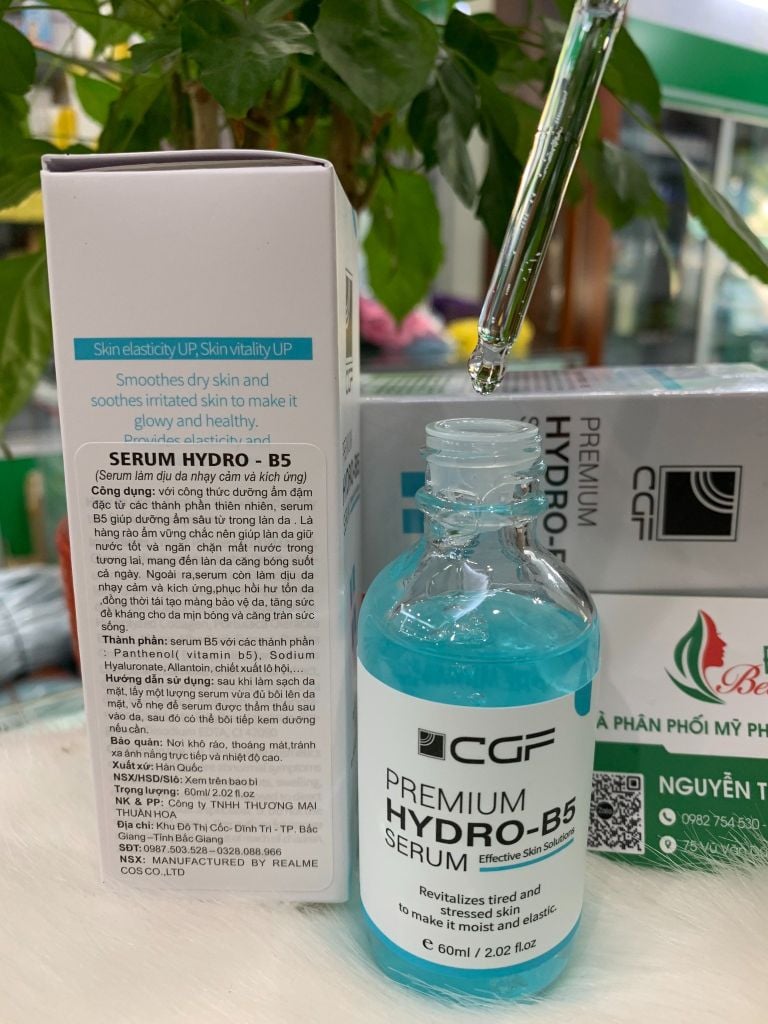 Skin elasticity UP, Skin vitality UP
Smoothes dry skin and
soothes irritated skin to make it
glowy and healthy.
Provides elasticity and
SERUM HYDRO - B5
(Serum làm dịu da nhạy cảm và kích ứng)
Công dụng: với công thức dưỡng ẩm đậm
đặc từ các thành phần thiên nhiên, serum
B5 giúp dưỡng ẩm sâu từ trong làn da . Là
hàng rào ẩm vững chắc nên giúp làn da giữ
nước tốt và ngăn chặn mất nước trong
tương lai, mang đến làn da căng bóng suốt
cả ngày. Ngoài ra,serum còn làm dịu da
nhạy cảm và kích ứng,phục hồi hư tổn da
,đồng thời tái tạo màng bảo vệ da, tăng sức
đề kháng cho da mịn bóng và căng tràn sức
sống.
Thành phần: serum B5 với các thành phần
: Panthenol( vitamin b5), Sodium
Hyaluronate, Allantoin, chiết xuất lô hội,...
Hướng dẫn sử dụng: sau khi làm sạch da
mặt, lấy một lượng serum vừa đủ bôi lên da
mặt, vỗ nhẹ để serum được thẩm thấu sau
vào da, sau đó có thể bôi tiếp kem dưỡng
nếu cần.
Bảo quản: Nơi khô ráo, thoáng mát,tránh
xa ánh nắng trực tiếp và nhiệt độ cao.
Xuất xứ: Hàn Quốc
NSX/HSD/Slô: Xem trên bao bì
Trọng lượng: 60ml/ 2.02 fl.oz
NK & PP: Công ty TNHH THƯƠNG MẠI
THUẬN HOA
Địa chỉ: Khu Đô Thị Cốc- Dĩnh Trì - TP. Bắc
Giang –Tỉnh Bắc Giang
SĐT: 0987.503.528 –0328.088.966
NSX: MANUFACTURED BY REALME
COS CO.,LTD
CGF
PREMIUM
HYDRO-B5
SERUM
Effective Skin Solutions
Revitalizes tired and
stressed skin
to make it moist and elastic.
e 60ml / 2.02 fl.oz
CGF
PREMIUM
HYDRO-
CGF
PHÂN PHỐI MỸ
NGUYỄN
0982 754 530 -